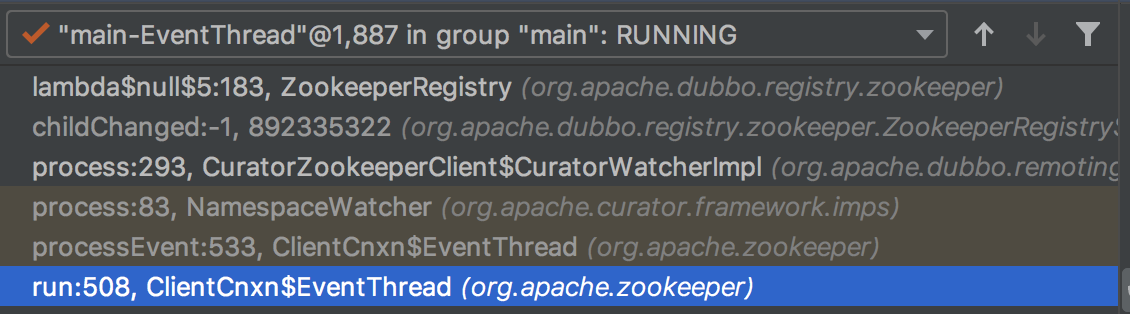 "main-EventThread"@1,887 in group "main": RUNNING
lambda$null$5:183, ZookeeperRegistry (org.apache.dubbo.registry.zookeeper)
childChanged:-1, 892335322 (org.apache.dubbo.registry.zookeeper.ZookeeperRegistry$
process:293, CuratorZookeeperClient$CuratorWatcherImpl (org.apache.dubbo.remoting
process:83, NamespaceWatcher (org.apache.curator.framework.imps)
processEvent:533, ClientCnxn$EventThread (org.apache.zookeeper)
run:508, ClientCnxn$EventThread (org.apache.zookeeper)